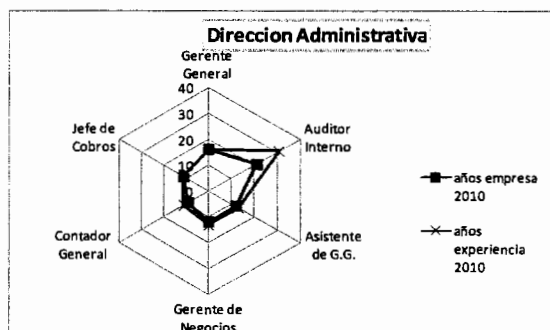 Direccion Administrativa
Gerente
General
40
30
20
10
0
Auditor
Interno
Asistente
de G.G.
Gerente de
Negocios
Contador
General
Jefe de
Cobros
años empresa
2010
años
experiencia
2010